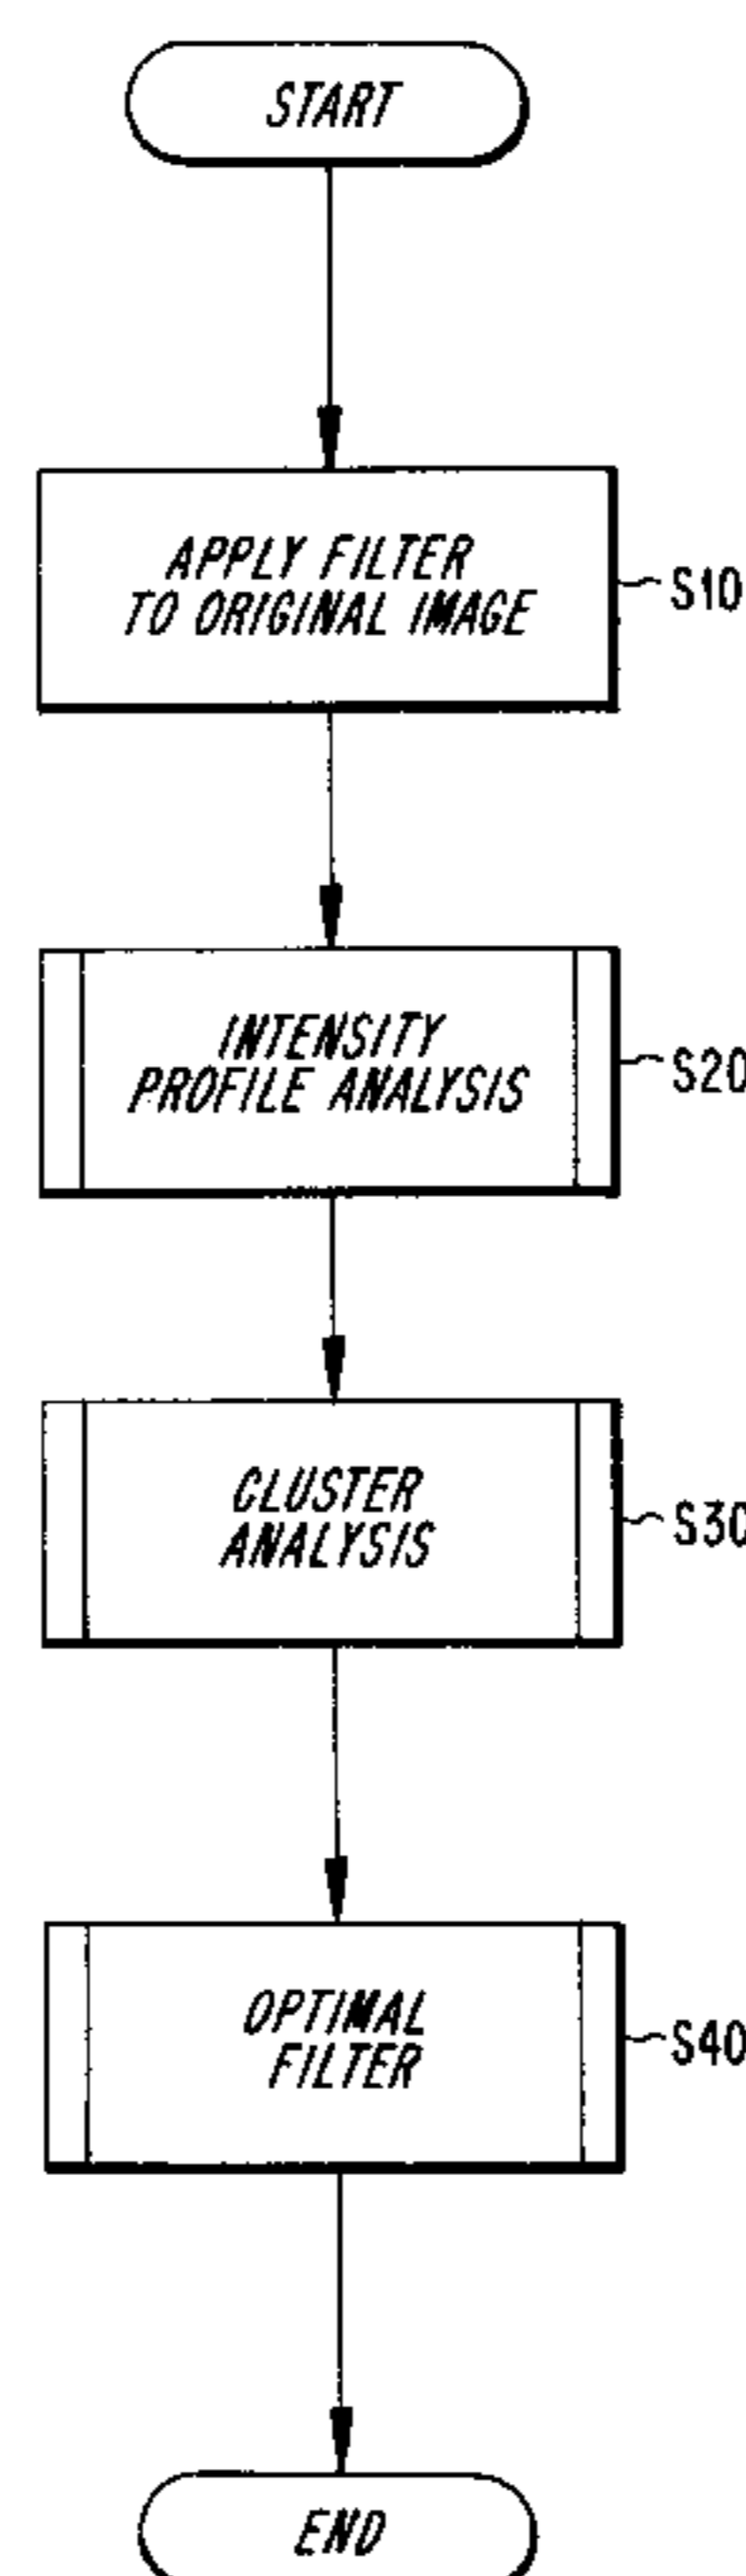 START
APPLY FILTER
TO ORIGINAL IMAGE
S10
INTENSITY
PROFILE ANALYSIS
S20
CLUSTER
ANALYSIS
S30
OPTIMAL
FILTER
S40
END